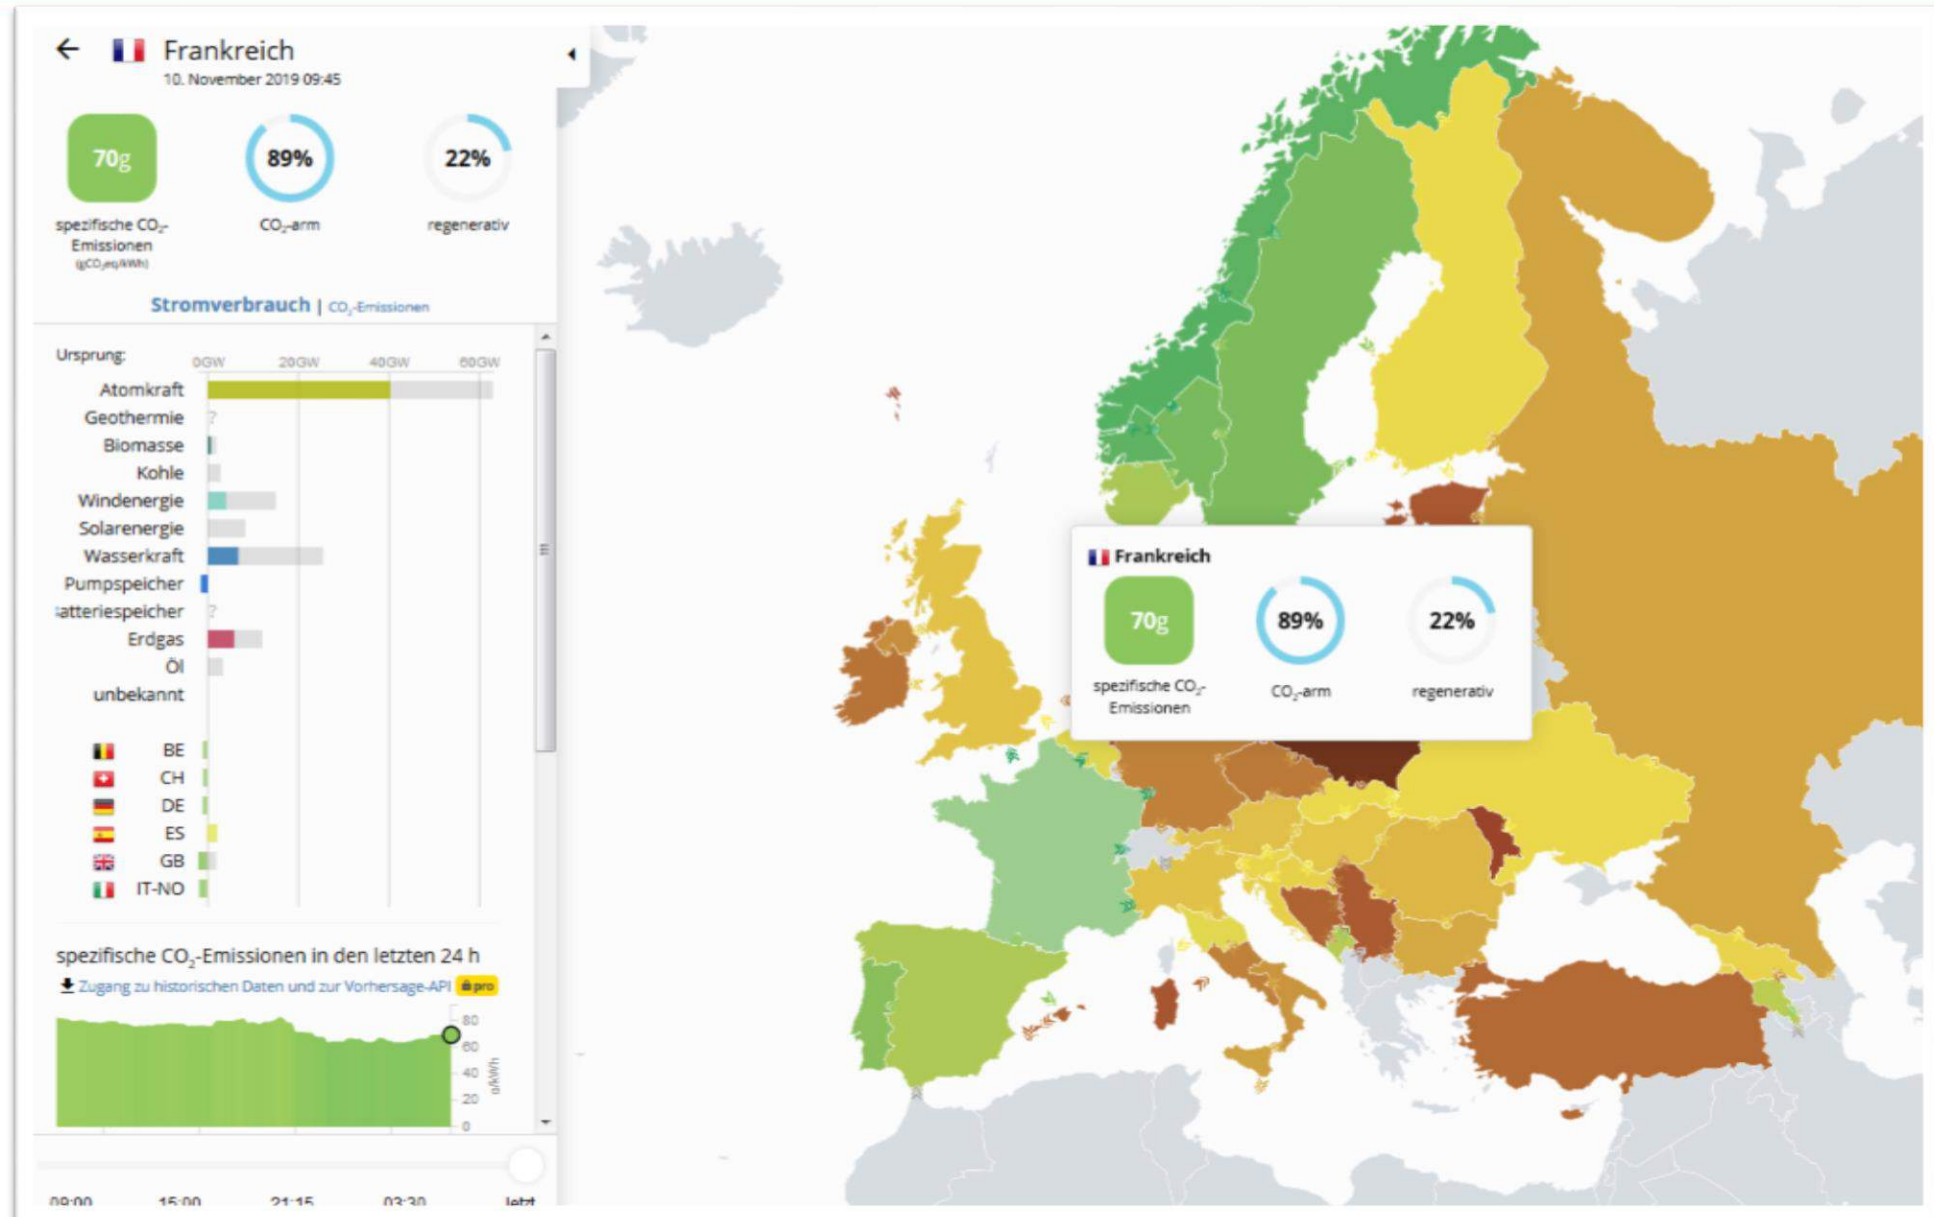 Frankreich
10. November 2019 09:45
70g
89%
22%
spezifische CO₂-
Emissionen
(gCO₂eq/kWh)
CO₂-arm
regenerativ
Stromverbrauch | CO₂-Emissionen
Ursprung:
0GW 20GW 40GW 60GW
Atomkraft
Geothermie ?
Biomasse
Kohle
Windenergie
Solarenergie
Wasserkraft
Pumpspeicher
atteriespeicher ?
Erdgas
Öl
unbekannt
BE
CH
DE
ES
GB
IT-NO
spezifische CO₂-Emissionen in den letzten 24 h
Zugang zu historischen Daten und zur Vorhersage-API pro
80
60
40
20
0
g/kWh
09:00 15:00 21:15 03:30 Jetzt
Frankreich
70g
89%
22%
spezifische CO₂-
Emissionen
CO₂-arm
regenerativ